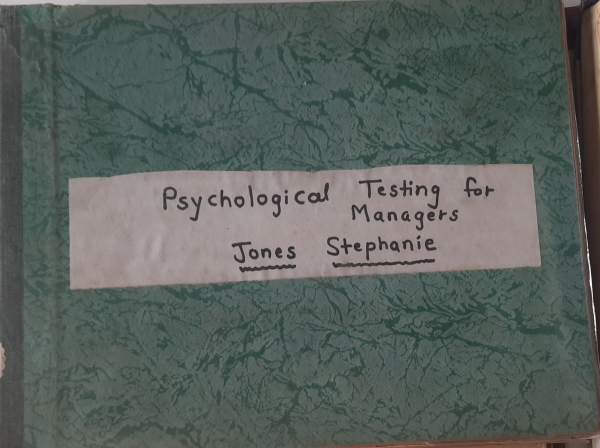 Psychological Testing for
Managers
Jones Stephanie